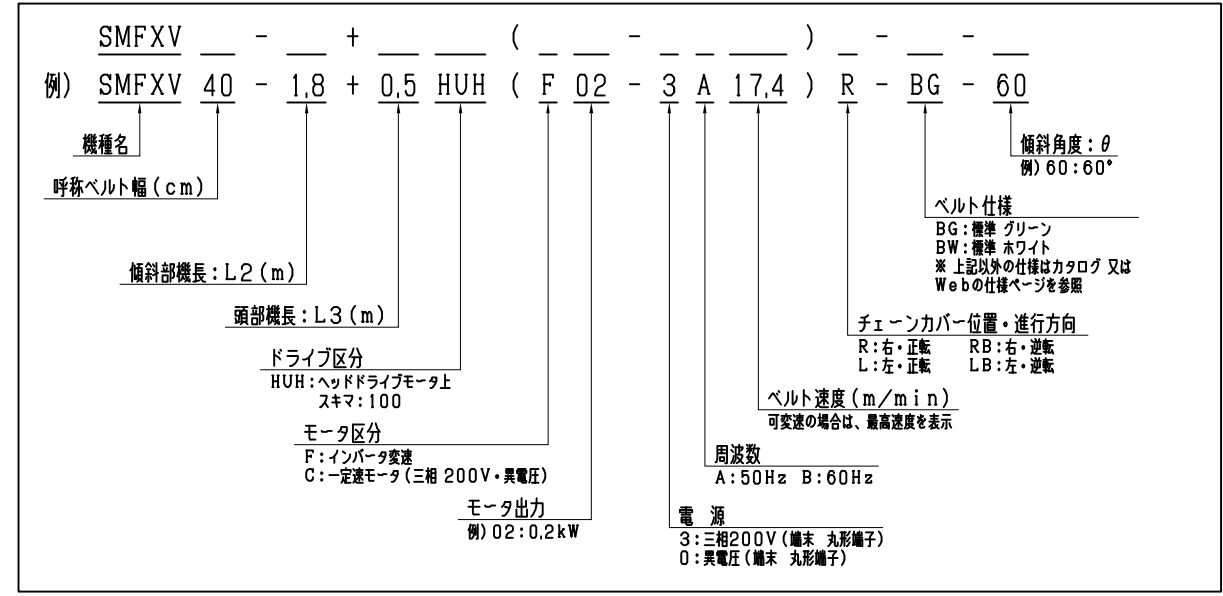 SMFXV __ - __ + __ __ ( _ __ - _ _ __ ) _ - __ - __
例) SMFXV 40 - 1.8 + 0.5 HUH ( F 02 - 3 A 17.4 ) R - BG - 60
機種名
呼称ベルト幅(cm)
傾斜部機長:L2(m)
頭部機長:L3(m)
ドライブ区分
HUH:ヘッドドライブモータ上
スキマ:100
モータ区分
F:インバータ変速
C:一定速モータ(三相 200V・異電圧)
モータ出力
例) 02:0.2kW
電 源
3:三相200V(端末 丸形端子)
0:異電圧(端末 丸形端子)
周波数
A:50Hz B:60Hz
ベルト速度(m/min)
可変速の場合は、最高速度を表示
チェーンカバー位置・進行方向
R:右・正転 RB:右・逆転
L:左・正転 LB:左・逆転
ベルト仕様
BG:標準 グリーン
BW:標準 ホワイト
※ 上記以外の仕様はカタログ 又は
Webの仕様ページを参照
傾斜角度:θ
例) 60:60°